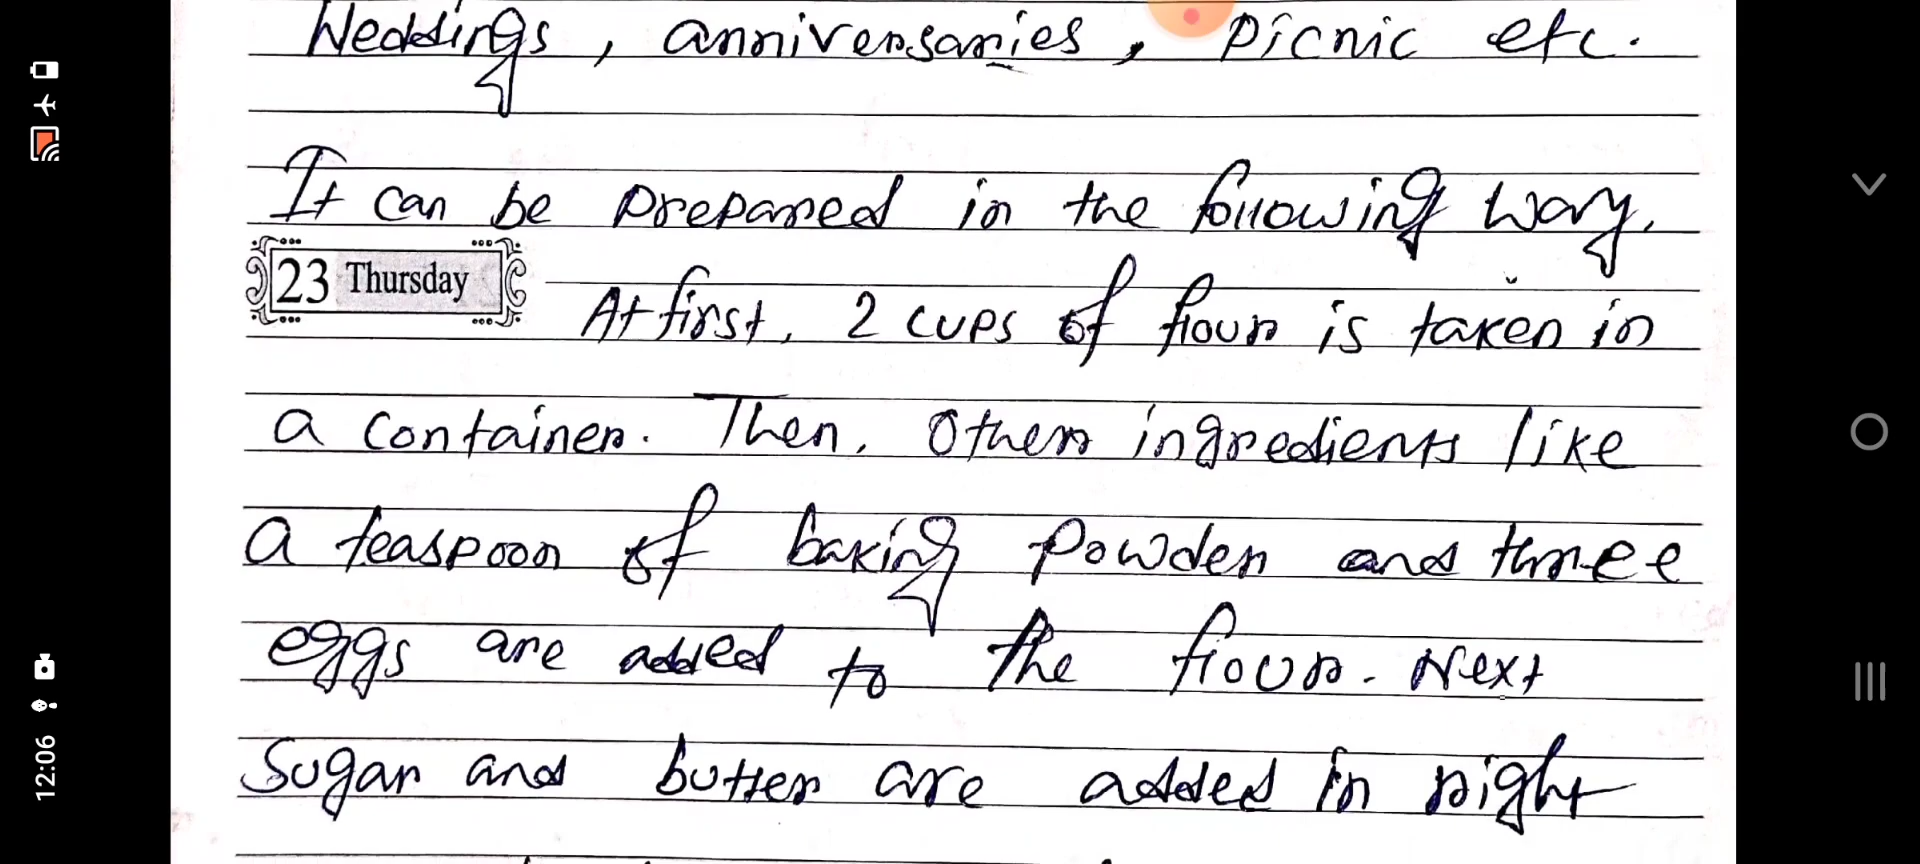 Weddings, anniversaries, Picnic etc.
It can be prepared in the following way.
23 Thursday
At first, 2 cups of flour is taken in
a container. Then, Other ingredients like
a teaspoon of baking Powder and three
eggs are added to the flour. Next
Sugar and butter are added in right
12:06